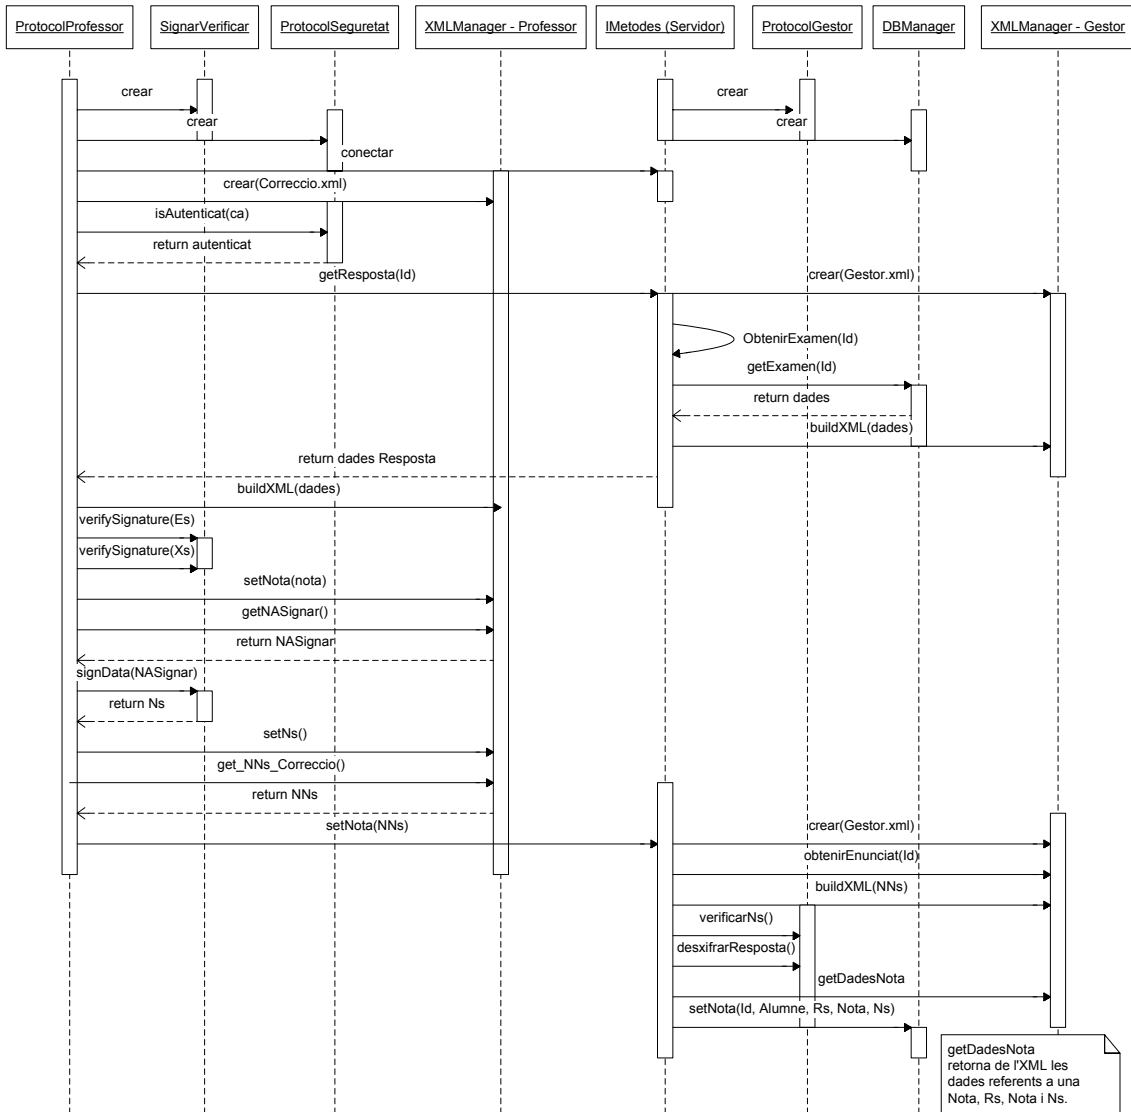 ProtocolProfessor SignarVerificar ProtocolSeguretat XMLManager - Professor IMetodes (Servidor) ProtocolGestor DBManager XMLManager - Gestor
crear crear
crear crear
conectar
crear(Correccio.xml)
isAutenticat(ca)
return autenticat
getResposta(Id) crear(Gestor.xml)
ObtenirExamen(Id)
getExamen(Id)
return dades
buildXML(dades)
return dades Resposta
buildXML(dades)
verifySignature(Es)
verifySignature(Xs)
setNota(nota)
getNASignar()
return NASignar
signData(NASignar)
return Ns
setNs()
get_NNs_Correccio()
return NNs
setNota(NNs) crear(Gestor.xml)
obtenirEnunciat(Id)
buildXML(NNs)
verificarNs()
desxifrarResposta()
getDadesNota
setNota(Id, Alumne, Rs, Nota, Ns)
getDadesNota
retorna de l'XML les
dades referents a una
Nota, Rs, Nota i Ns.